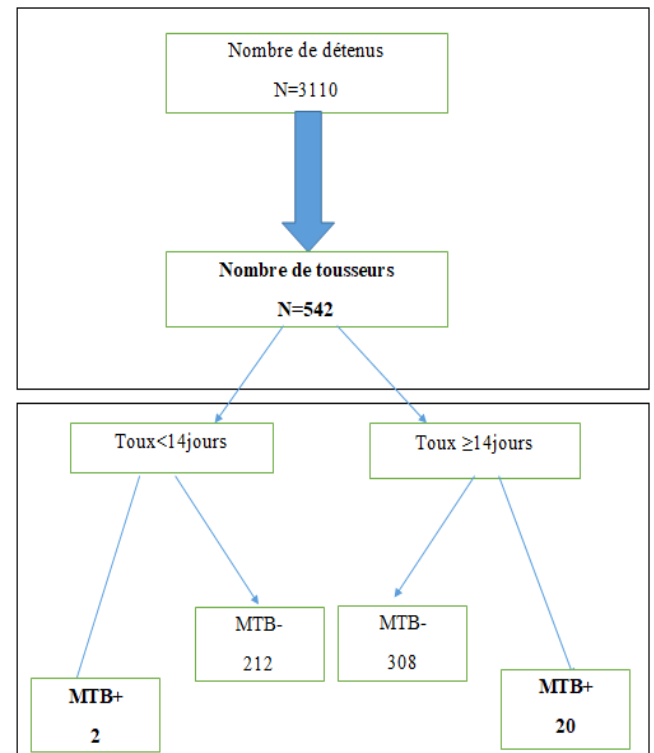 Nombre de détenus
N=3110
Nombre de tousseurs
N=542
Toux<14jours
Toux ≥14jours
MTB-
212
MTB-
308
MTB+
2
MTB+
20